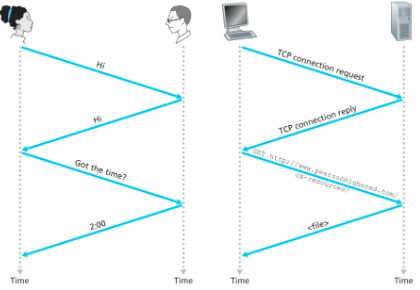 Hi
TCP connection request
Hi
TCP connection reply
Got the time?
GET http://www.pearsonhighered.com/
cs-resources/
2:00
<file>
Time
Time
Time
Time